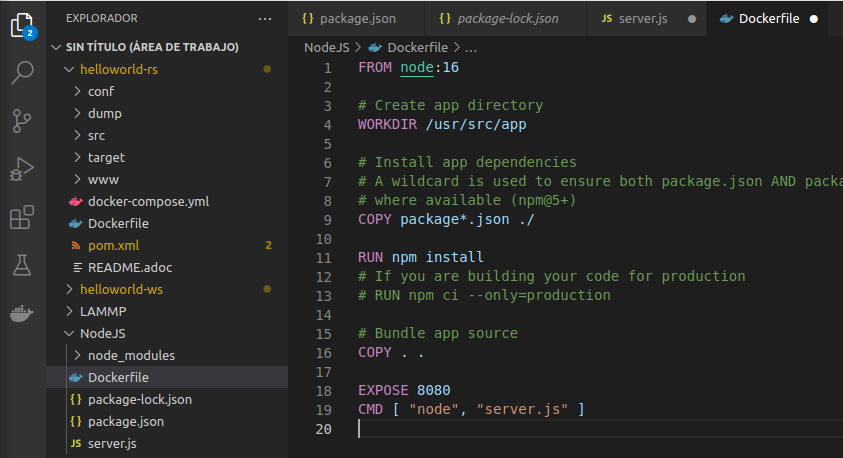 EXPLORADOR
SIN TÍTULO (ÁREA DE TRABAJO)
helloworld-rs
conf
dump
src
target
www
docker-compose.yml
Dockerfile
pom.xml 2
README.adoc
helloworld-ws
LAMMP
NodeJS
node_modules
Dockerfile
package-lock.json
package.json
JS server.js
2
{} package.json
{} package-lock.json
JS server.js
Dockerfile
NodeJS > Dockerfile > ...
1 FROM node:16
2
3 # Create app directory
4 WORKDIR /usr/src/app
5
6 # Install app dependencies
7 # A wildcard is used to ensure both package.json AND packa
8 # where available (npm@5+)
9 COPY package*.json ./
10
11 RUN npm install
12 # If you are building your code for production
13 # RUN npm ci --only=production
14
15 # Bundle app source
16 COPY . .
17
18 EXPOSE 8080
19 CMD [ "node", "server.js" ]
20